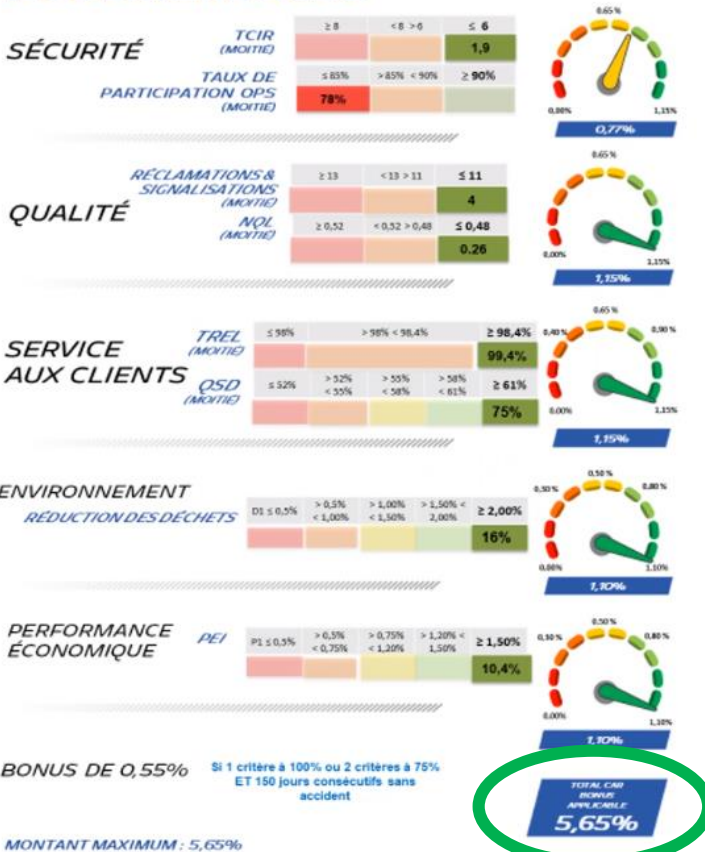 SÉCURITÉ
TCIR
(MOITIÉ)
≥ 8 <8 >6 ≤ 6
1,9
TAUX DE
PARTICIPATION OPS
(MOITIÉ)
≤ 85% >85% <90% ≥ 90%
78%
0.65 %
0,00% 1,15%
0,77%
QUALITÉ
RÉCLAMATIONS &
SIGNALISATIONS
(MOITIÉ)
≥ 13 <13 > 11 ≤ 11
4
NQL
(MOITIÉ)
≥ 0,52 < 0,52 > 0,48 ≤ 0,48
0.26
0.65 %
0,00% 1,15%
1,15%
SERVICE
AUX CLIENTS
TREL
(MOITIÉ)
≤ 98% > 98% < 98,4% ≥ 98,4%
99,4%
QSD
(MOITIÉ)
≤ 52% > 52% < 55% > 55% < 58% > 58% < 61% ≥ 61%
75%
0.65 %
0,40 % 0,90 %
0,00% 1,15%
1,15%
ENVIRONNEMENT
RÉDUCTION DES DÉCHETS
D1 ≤ 0,5% > 0,5% < 1,00% > 1,00% < 1,50% > 1,50% < 2,00% ≥ 2,00%
16%
0,50 %
0,30 % 0,80 %
0,00% 1,10%
1,10%
PERFORMANCE
ÉCONOMIQUE
PEI
P1 ≤ 0,5% > 0,5% < 0,75% > 0,75% < 1,20% > 1,20% < 1,50% ≥ 1,50%
10,4%
0,50 %
0,30 % 0,80 %
0,00% 1,10%
1,10%
BONUS DE 0,55%
Si 1 critère à 100% ou 2 critères à 75%
ET 150 jours consécutifs sans
accident
TOTAL CAR
BONUS
APPLICABLE
5,65%
MONTANT MAXIMUM : 5,65%